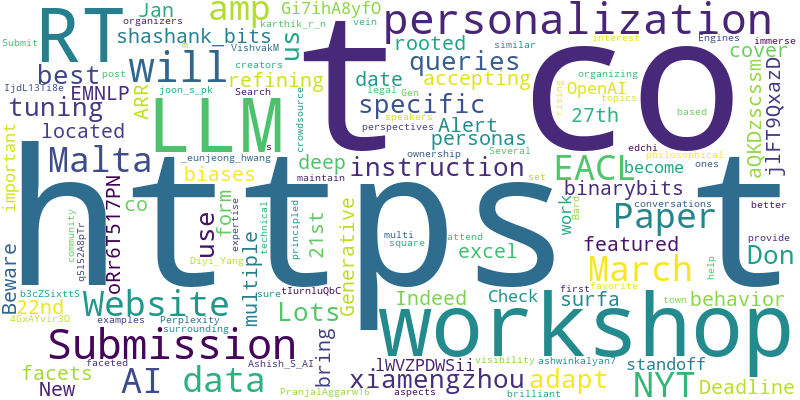 Submit
organizers
Jan
amp
Gi7ihA8yfO
karthik_r_n
vein
personalization
similar
interest
Engines
immerse
RT
shashank_bits
VishvakM
us
rooted
cover
best
will
creators
refining
queries
accepting
organizing
IjdL13Ti8e
post
EMNLP
joon_s_pk
Search
date
legal
Gen
OpenAI
topics
tuning
ARR
LLM
t
co
specific
27th
based
jlFT9QxazD
aQKDzscssm
located
_eunjeong_hwang
crowdsource
speakers
perspectives
Alert
personas
rising
Several
edchi
important
Malta
biases
deep
instruction
ownership
set
EACL
become
philosophical
ones
maintain
binarybits
conversations
co
oRr6T517PN
use
form
expertise
technical
principled
21st
multi
square
work
Bard
Paper
better
provide
community
q5152A8pTr
Diyi_Yang
https
t
attend
excel
featured
Don
Beware
b3cZSixttS
22nd
4GxAYvir3O
Website
multiple
sure
tIurnluQbC
Generative
Lots
Indeed
Check
first
surfa
March
favorite
help
town
behavior
examples
Perplexity
surrounding
workshop
Submission
faceted
facets
New
AI
data
Ashish_S_AI
PranjalAggarw16
bring
lWVZPDWSii
xiamengzhou
aspects
visibility
brilliant
ashwinkalyan7
adapt
standoff
NYT
Deadline